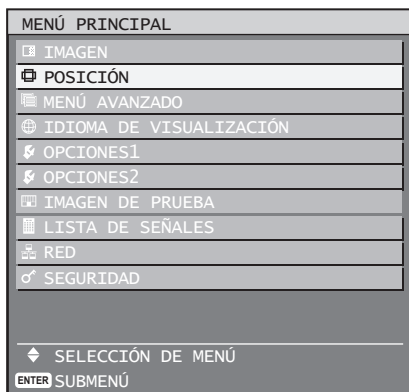 MENÚ PRINCIPAL
IMAGEN
POSICIÓN
MENÚ AVANZADO
IDIOMA DE VISUALIZACIÓN
OPCIONES1
OPCIONES2
IMAGEN DE PRUEBA
LISTA DE SEÑALES
RED
SEGURIDAD
SELECCIÓN DE MENÚ
ENTER SUBMENÚ